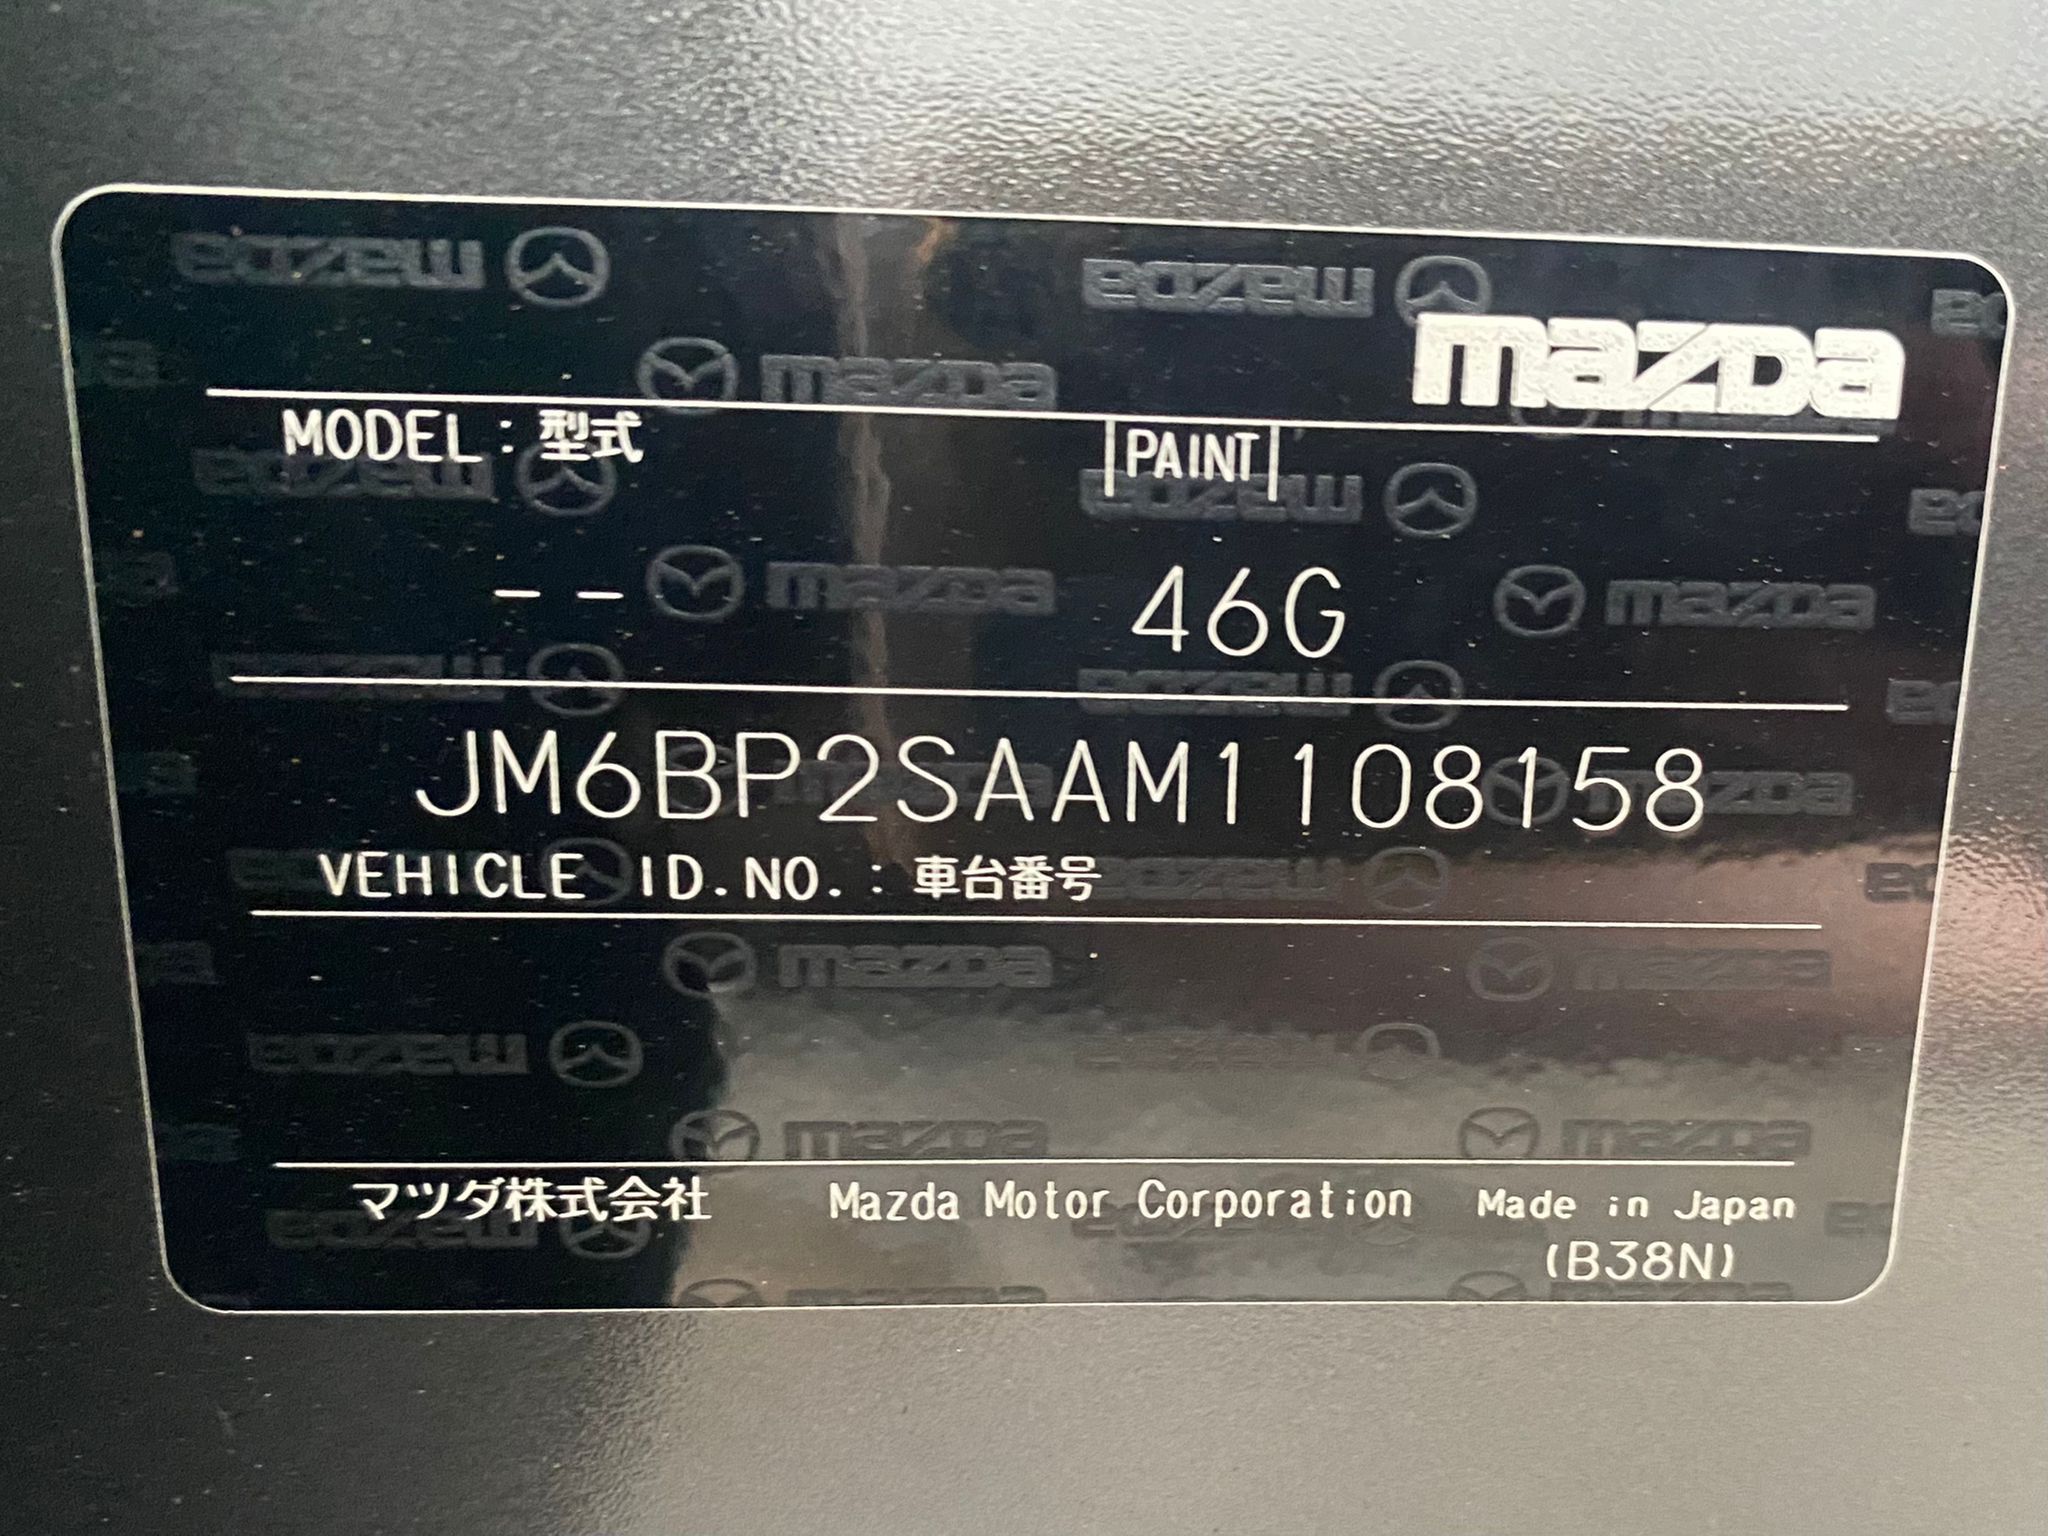 mazda
MODEL : 型式
PAINT
-- 46G
JM6BP2SAAM1108158
VEHICLE ID.NO. : 車台番号
マツダ株式会社 Mazda Motor Corporation Made in Japan
(B38N)